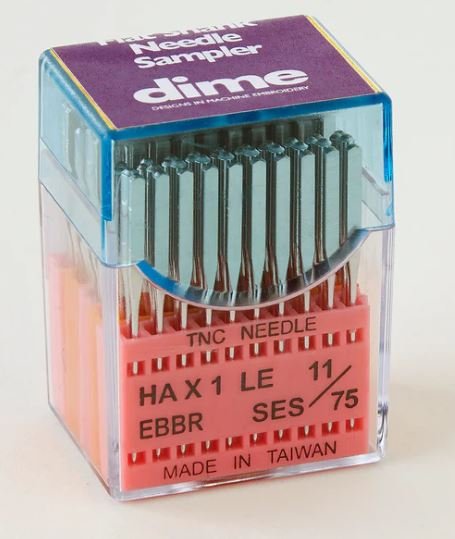 Flat Shank
Needle
Sampler
dime
DESIGNS IN MACHINE EMBROIDERY
TNC NEEDLE
HA X 1 LE 11/75
EBBR SES
MADE IN TAIWAN